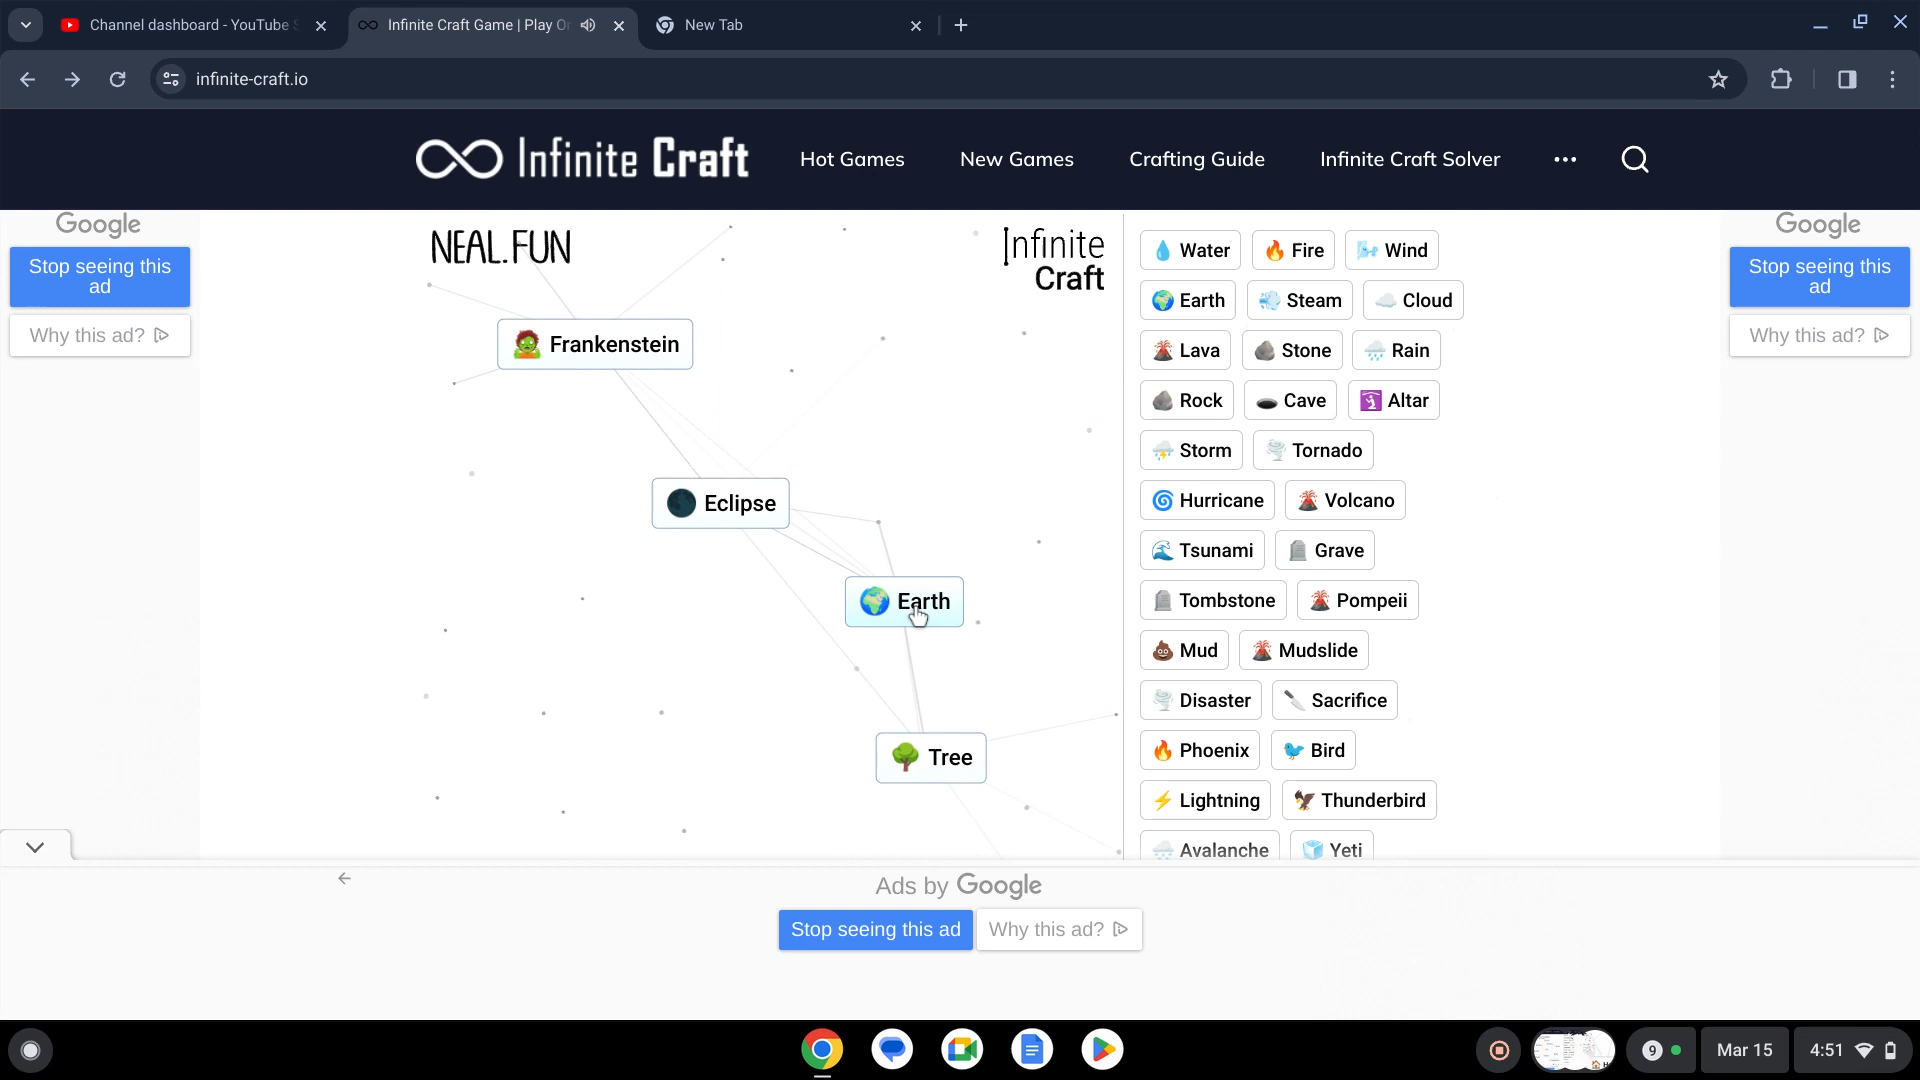 Channel dashboard - YouTube S
Infinite Craft Game | Play On
New Tab
infinite-craft.io
Infinite Craft
Hot Games
New Games
Crafting Guide
Infinite Craft Solver
Google
Stop seeing this
ad
Why this ad?
NEAL.FUN
Infinite
Craft
Frankenstein
Eclipse
Earth
Tree
Water Fire Wind
Earth Steam Cloud
Lava Stone Rain
Rock Cave Altar
Storm Tornado
Hurricane Volcano
Tsunami Grave
Tombstone Pompeii
Mud Mudslide
Disaster Sacrifice
Phoenix Bird
Lightning Thunderbird
Avalanche Yeti
Google
Stop seeing this
ad
Why this ad?
Ads by Google
Stop seeing this ad Why this ad?
9 Mar 15 4:51